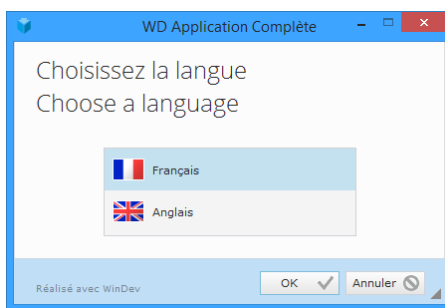 WD Application Complète
Choisissez la langue
Choose a language
Français
Anglais
Réalisé avec WinDev
OK
Annuler